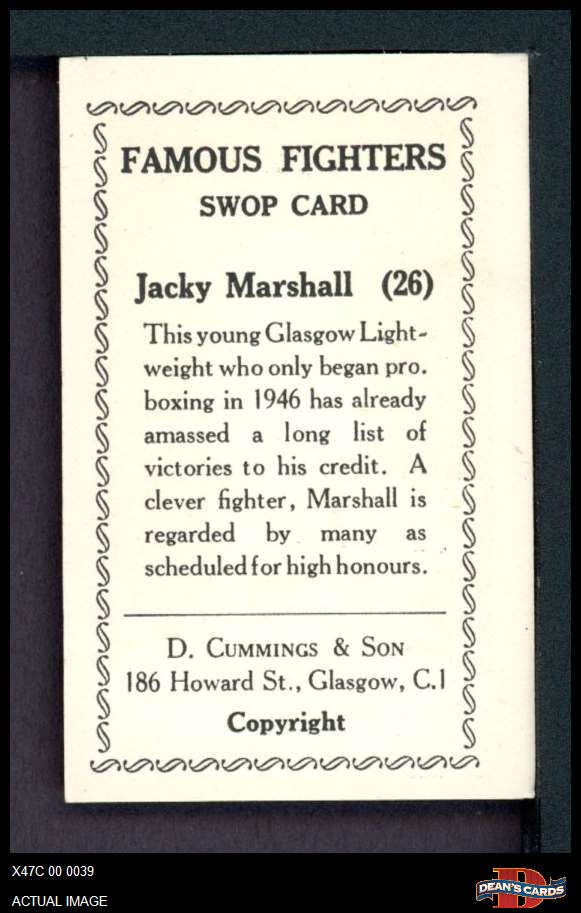 FAMOUS FIGHTERS
SWOP CARD
Jacky Marshall (26)
This young Glasgow Light-
weight who only began pro.
boxing in 1946 has already
amassed a long list of
victories to his credit. A
clever fighter, Marshall is
regarded by many as
scheduled for high honours.
D. CUMMINGS & SON
186 Howard St., Glasgow, C.1
Copyright
X47C 00 0039
ACTUAL IMAGE
D
DEAN'S CARDS